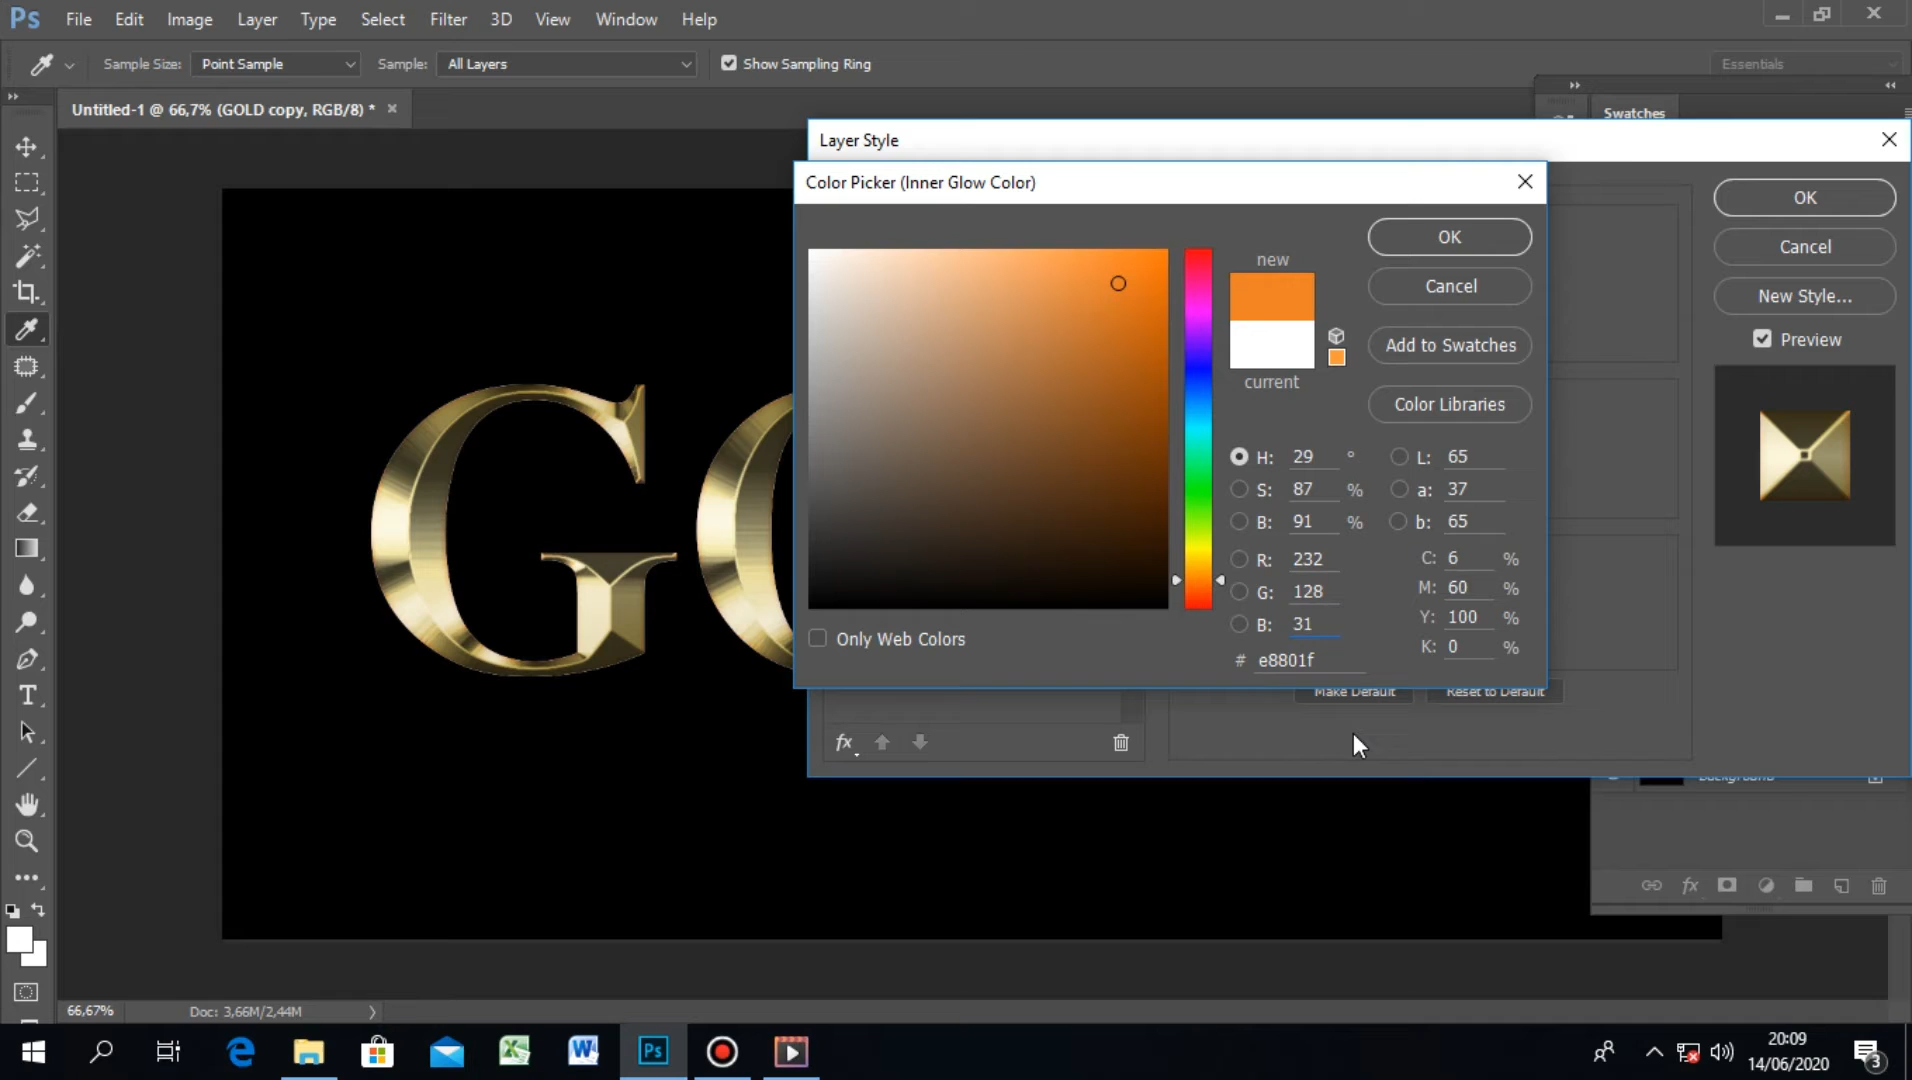 Ps File Edit Image Layer Type Select Filter 3D View Window Help
Sample Size: Point Sample Sample: All Layers Show Sampling Ring Essentials
Untitled-1 @ 66,7% (GOLD copy, RGB/8) *
Swatches
Layer Style
Color Picker (Inner Glow Color)
OK
Cancel
New Style...
Preview
new
current
OK
Cancel
Add to Swatches
Color Libraries
H: 29 ° L: 65
S: 87 % a: 37
B: 91 % b: 65
R: 232 C: 6 %
G: 128 M: 60 %
B: 31 Y: 100 %
K: 0 %
# e8801f
Only Web Colors
Make Default Reset to Default
fx
Background
fx
G
T
66,67% Doc: 3,66M/2,44M
Ps
20:09
14/06/2020
3